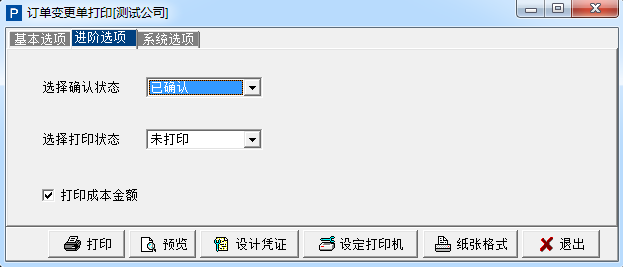 P 订单变更单打印[测试公司]
基本选项 进阶选项 系统选项
选择确认状态 已确认
选择打印状态 未打印
打印成本金额
打印 预览 设计凭证 设定打印机 纸张格式 退出